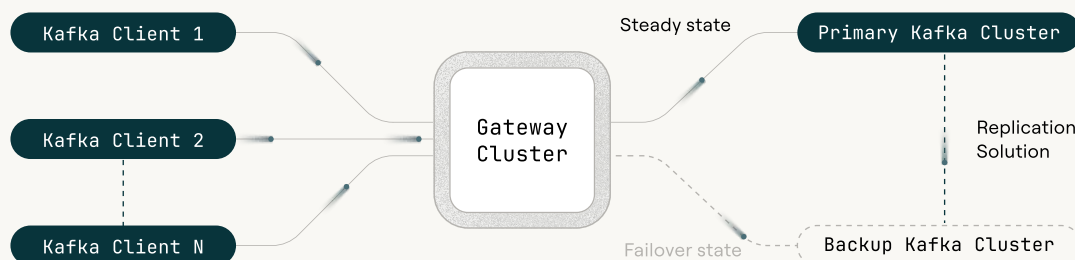 Kafka Client 1
Kafka Client 2
Kafka Client N
Gateway
Cluster
Steady state
Failover state
Primary Kafka Cluster
Replication
Solution
Backup Kafka Cluster